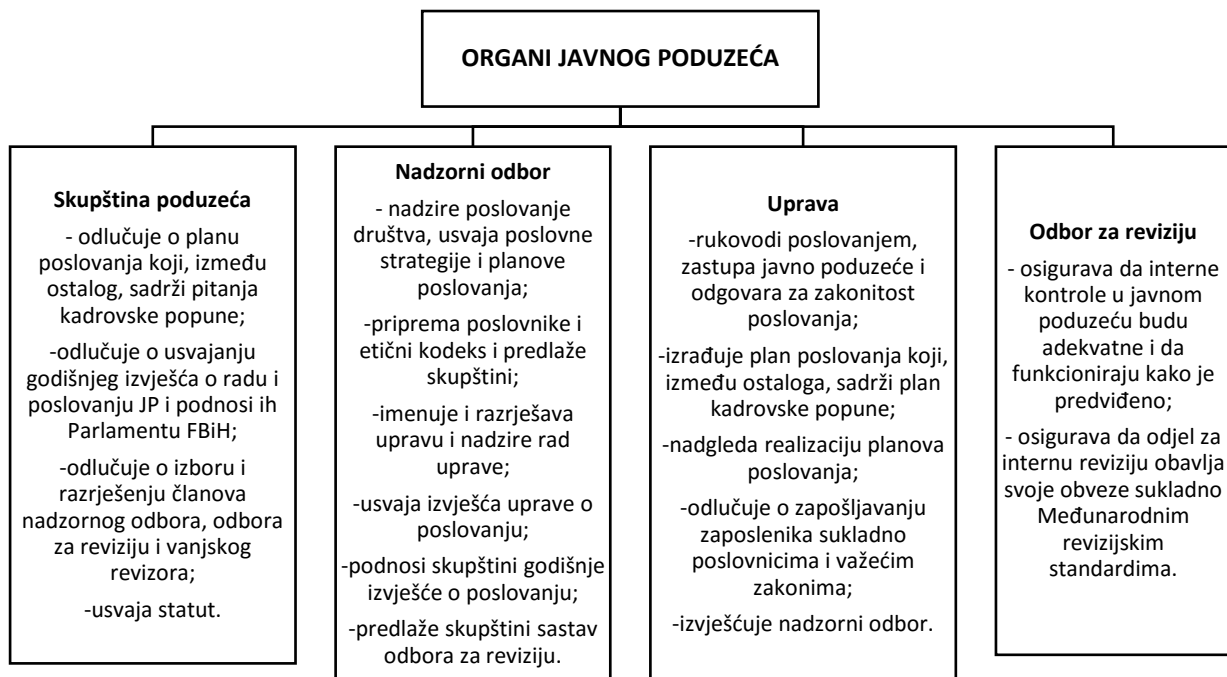 ORGANI JAVNOG PODUZEĆA
Skupština poduzeća
- odlučuje o planu
poslovanja koji, između
ostalog, sadrži pitanja
kadrovske popune;
-odlučuje o usvajanju
godišnjeg izvješća o radu i
poslovanju JP i podnosi ih
Parlamentu FBiH;
-odlučuje o izboru i
razrješenju članova
nadzornog odbora, odbora
za reviziju i vanjskog
revizora;
-usvaja statut.
Nadzorni odbor
- nadzire poslovanje
društva, usvaja poslovne
strategije i planove
poslovanja;
-priprema poslovnike i
etični kodeks i predlaže
skupštini;
-imenuje i razrješava
upravu i nadzire rad
uprave;
-usvaja izvješća uprave o
poslovanju;
-podnosi skupštini godišnje
izvješće o poslovanju;
-predlaže skupštini sastav
odbora za reviziju.
Uprava
-rukovodi poslovanjem,
zastupa javno poduzeće i
odgovara za zakonitost
poslovanja;
-izrađuje plan poslovanja koji,
između ostaloga, sadrži plan
kadrovske popune;
-nadgleda realizaciju planova
poslovanja;
-odlučuje o zapošljavanju
zaposlenika sukladno
poslovnicima i važećim
zakonima;
-izvješćuje nadzorni odbor.
Odbor za reviziju
- osigurava da interne
kontrole u javnom
poduzeću budu
adekvatne i da
funkcioniraju kako je
predviđeno;
- osigurava da odjel za
internu reviziju obavlja
svoje obveze sukladno
Međunarodnim
revizijskim
standardima.